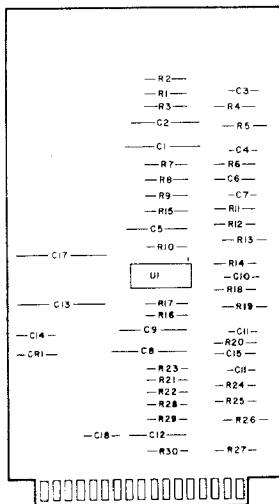 R2
R1 C3
R3 R4
C2 R5
C1 C4
R7 R6
R8 C6
R9 C7
R15 R11
C5 R12
R10 R13
C17
R14
U1 C10
R18
C13 R17 R19
R16
C14 C9 C11
R20
CR1 C8 C15
R23
R21
R22 R24
R28 R25
R29 R26
C18 C12
R30 R27